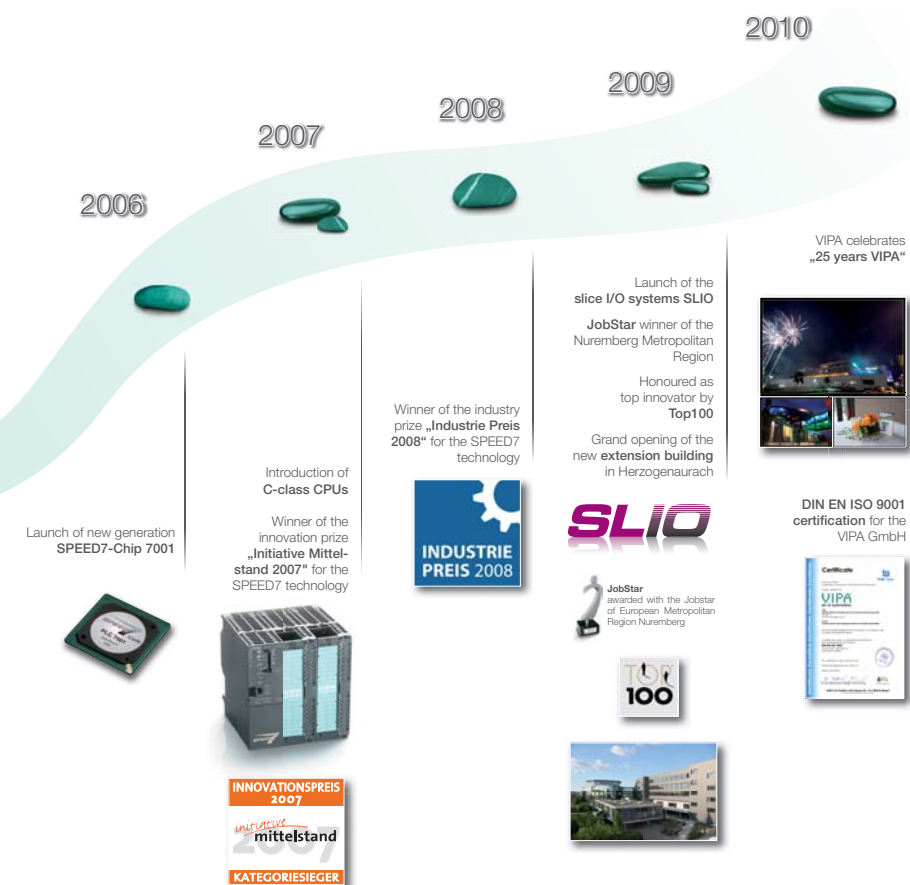 2006
Launch of new generation
SPEED7-Chip 7001
2007
Introduction of
C-class CPUs
Winner of the
innovation prize
„Initiative Mittel-
stand 2007" for the
SPEED7 technology
INNOVATIONSPREIS
2007
initiative
mittelstand
2007
KATEGORIESIEGER
2008
Winner of the industry
prize „Industrie Preis
2008“ for the SPEED7
technology
INDUSTRIE
PREIS 2008
2009
Launch of the
slice I/O systems SLIO
JobStar winner of the
Nuremberg Metropolitan
Region
Honoured as
top innovator by
Top100
Grand opening of the
new extension building
in Herzogenaurach
SLIO
JobStar
awarded with the Jobstar
of European Metropolitan
Region Nuremberg
TOP
100
2010
VIPA celebrates
„25 years VIPA“
DIN EN ISO 9001
certification for the
VIPA GmbH
Certificate
VIPA